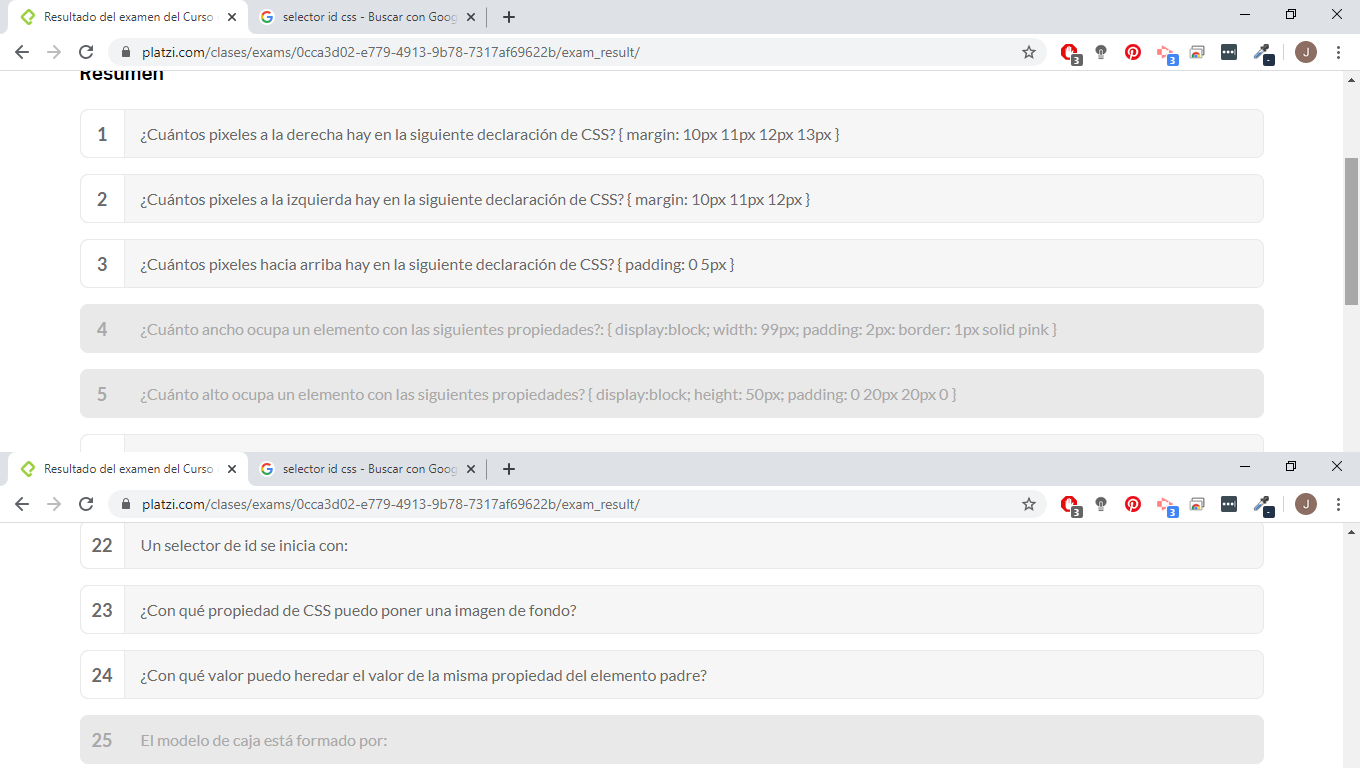 Resultado del examen del Curso
selector id css - Buscar con Goog
platzi.com/clases/exams/0cca3d02-e779-4913-9b78-7317af69622b/exam_result/
3
3
J
Resumen
1 ¿Cuántos pixeles a la derecha hay en la siguiente declaración de CSS? { margin: 10px 11px 12px 13px }
2 ¿Cuántos pixeles a la izquierda hay en la siguiente declaración de CSS? { margin: 10px 11px 12px }
3 ¿Cuántos pixeles hacia arriba hay en la siguiente declaración de CSS? { padding: 0 5px }
4 ¿Cuánto ancho ocupa un elemento con las siguientes propiedades?: { display:block; width: 99px; padding: 2px: border: 1px solid pink }
5 ¿Cuánto alto ocupa un elemento con las siguientes propiedades? { display:block; height: 50px; padding: 0 20px 20px 0 }
Resultado del examen del Curso
selector id css - Buscar con Goog
platzi.com/clases/exams/0cca3d02-e779-4913-9b78-7317af69622b/exam_result/
3
3
J
22 Un selector de id se inicia con:
23 ¿Con qué propiedad de CSS puedo poner una imagen de fondo?
24 ¿Con qué valor puedo heredar el valor de la misma propiedad del elemento padre?
25 El modelo de caja está formado por: